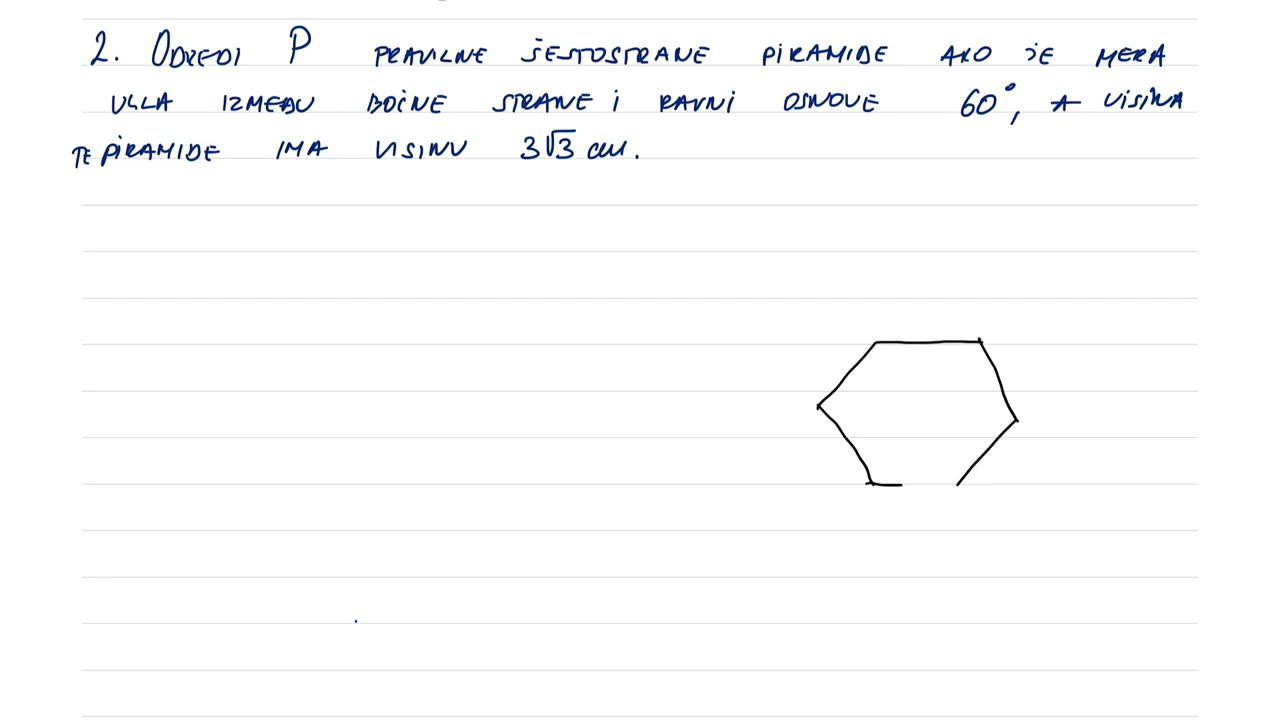 2. ODREDI P PRAVILNE ŠESTOSTRANE PIRAMIDE AKO JE MERA
UGLA IZMEĐU BOČNE STRANE I RAVNI OSNOVE 60°, A VISINA
TE PIRAMIDE IMA VISINU 3√3 cm.